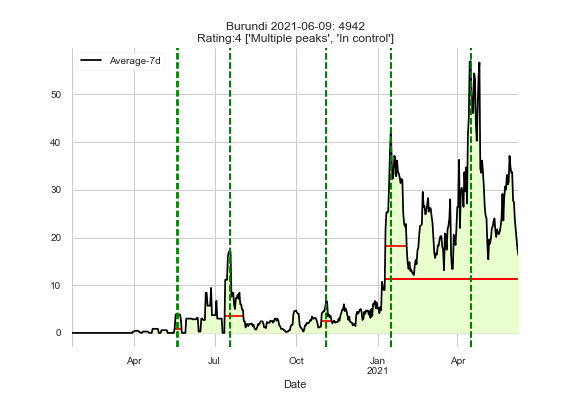 Burundi 2021-06-09: 4942
Rating:4 ['Multiple peaks', 'In control']
Average-7d
50
40
30
20
10
0
Apr Jul Oct Jan Apr
2021
Date